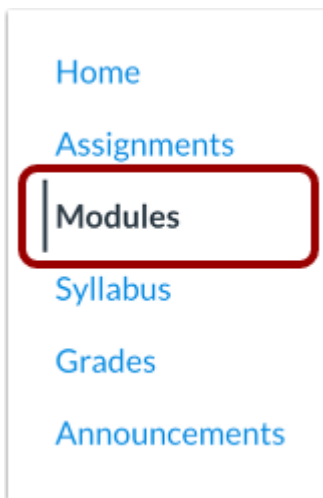 Home
Assignments
Modules
Syllabus
Grades
Announcements